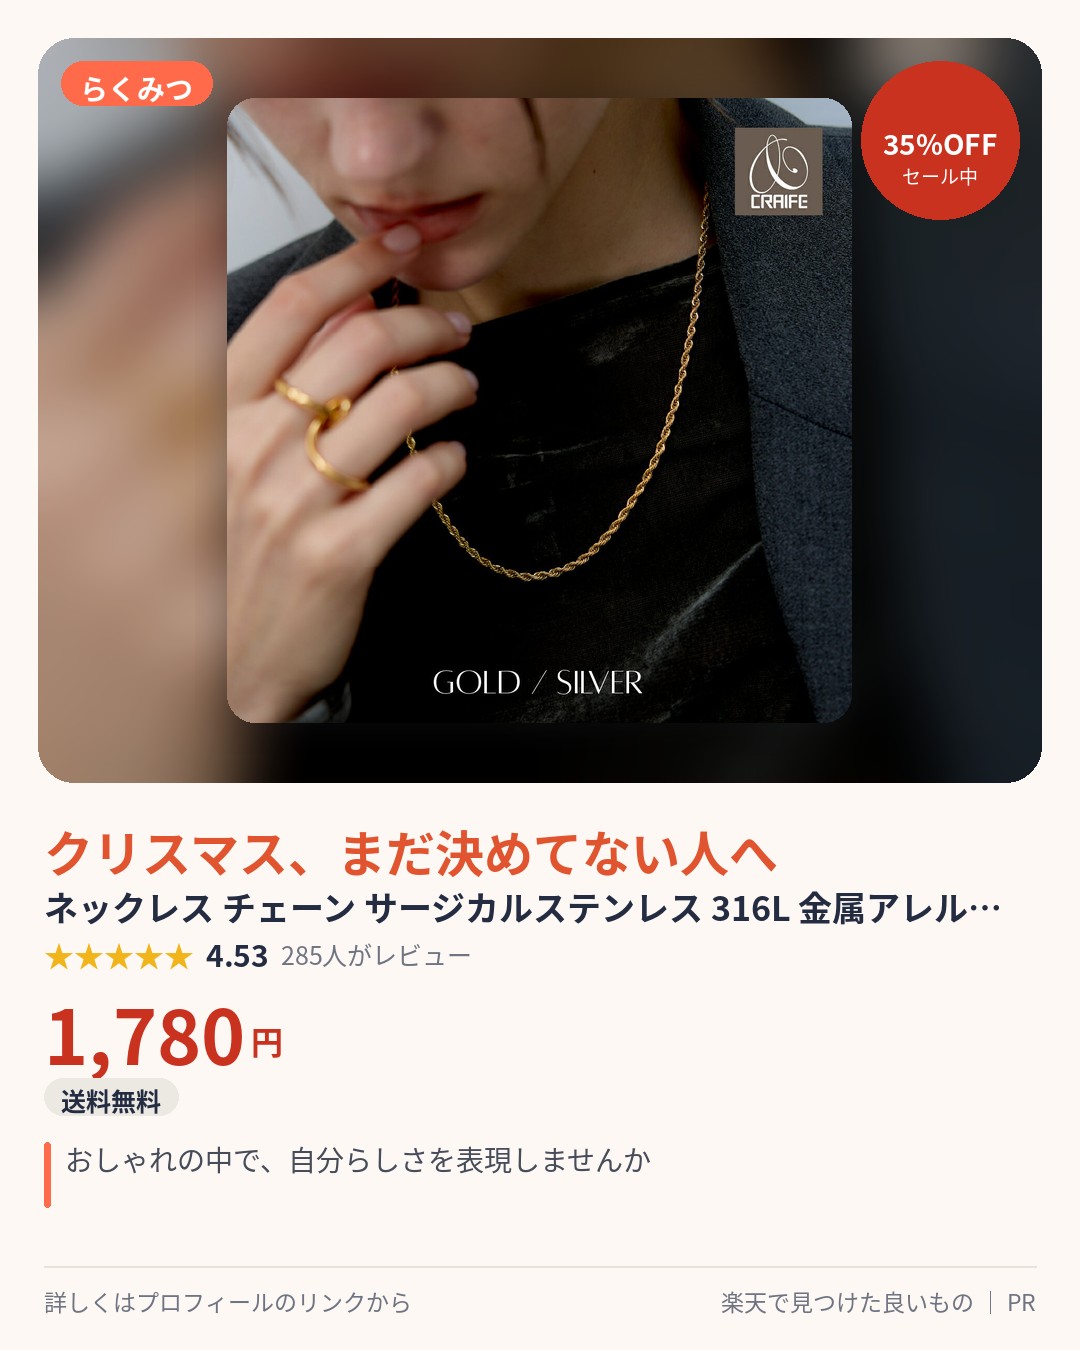 らくみつ
35%OFF
セール中
CRAIFE
GOLD / SILVER
クリスマス、まだ決めてない人へ
ネックレス チェーン サージカルステンレス 316L 金属アレル…
★★★★★ 4.53 285人がレビュー
1,780円
送料無料
おしゃれの中で、自分らしさを表現しませんか
詳しくはプロフィールのリンクから
楽天で見つけた良いもの｜PR